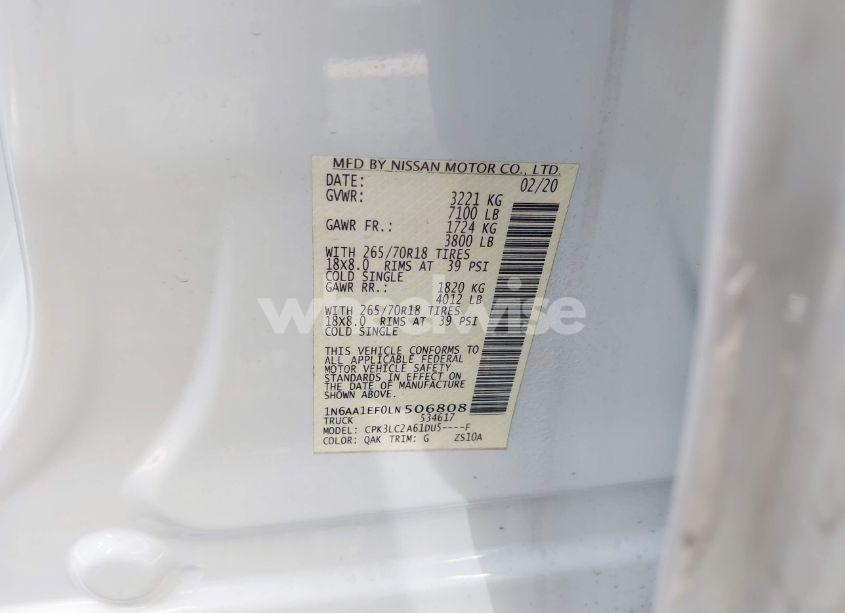 MFD BY NISSAN MOTOR CO., LTD.
DATE: 02/20
GVWR: 3221 KG
7100 LB
GAWR FR.: 1724 KG
3800 LB
WITH 265/70R18 TIRES
18X8.0 RIMS AT 39 PSI
COLD SINGLE
GAWR RR.: 1820 KG
4012 LB
WITH 265/70R18 TIRES
18X8.0 RIMS AT 39 PSI
COLD SINGLE
THIS VEHICLE CONFORMS TO
ALL APPLICABLE FEDERAL
MOTOR VEHICLE SAFETY
STANDARDS IN EFFECT ON
THE DATE OF MANUFACTURE
SHOWN ABOVE.
1N6AA1EF0LN506808
TRUCK 534617
MODEL: CPK3LC2A61DU5----F
COLOR: QAK TRIM: G ZS10A
wheelwise